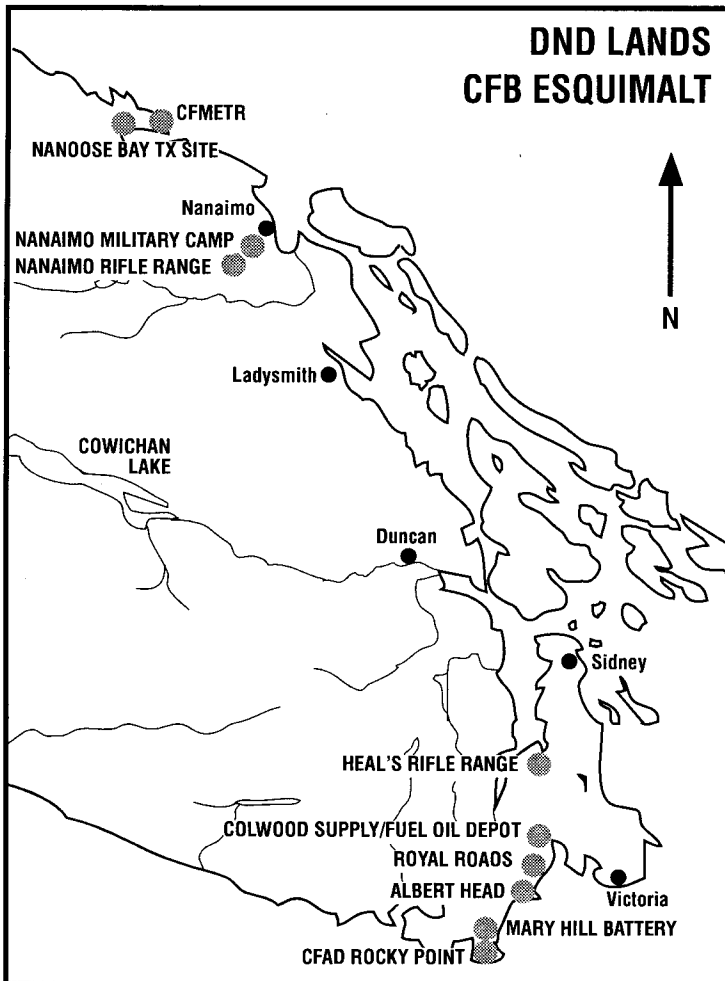 DND LANDS
CFB ESQUIMALT
CFMETR
NANOOSE BAY TX SITE
Nanaimo
NANAIMO MILITARY CAMP
NANAIMO RIFLE RANGE
N
Ladysmith
COWICHAN
LAKE
Duncan
Sidney
HEAL'S RIFLE RANGE
COLWOOD SUPPLY/FUEL OIL DEPOT
ROYAL ROADS
ALBERT HEAD
Victoria
MARY HILL BATTERY
CFAD ROCKY POINT